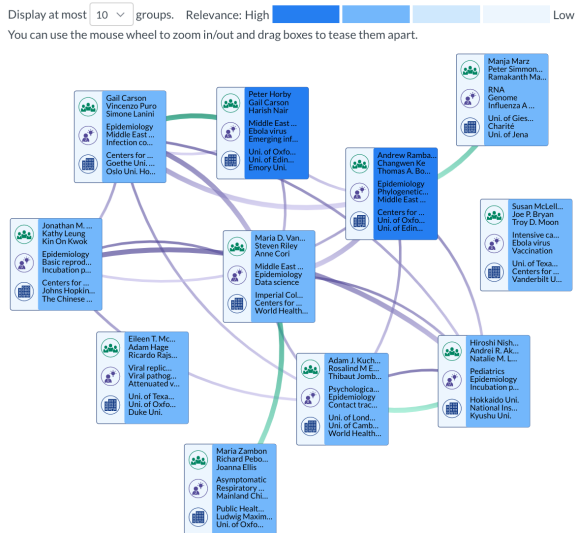 Display at most 10 groups. Relevance: High Low
You can use the mouse wheel to zoom in/out and drag boxes to tease them apart.
Manja Marz
Peter Simmon...
Ramakanth Ma...
RNA
Genome
Influenza A ...
Uni. of Gies...
Charité
Uni. of Jena
Gail Carson
Vincenzo Puro
Simone Lanini
Epidemiology
Middle East ...
Infection co...
Centers for ...
Goethe Uni. ...
Oslo Uni. Ho...
Peter Horby
Gail Carson
Harish Nair
Middle East ...
Ebola virus
Emerging inf...
Uni. of Oxfo...
Uni. of Edin...
Emory Uni.
Andrew Ramba...
Changwen Ke
Thomas A. Bo...
Epidemiology
Phylogenetic...
Middle East ...
Centers for ...
Uni. of Oxfo...
Uni. of Edin...
Susan McLell...
Joe P. Bryan
Troy D. Moon
Intensive ca...
Ebola virus
Vaccination
Uni. of Texa...
Centers for ...
Vanderbilt U...
Jonathan M. ...
Kathy Leung
Kin On Kwok
Epidemiology
Basic reprod...
Incubation p...
Centers for ...
Johns Hopkin...
The Chinese ...
Maria D. Van...
Steven Riley
Anne Cori
Middle East ...
Epidemiology
Data science
Imperial Col...
Centers for ...
World Health...
Eileen T. Mc...
Adam Hage
Ricardo Rajs...
Viral replic...
Viral pathog...
Attenuated v...
Uni. of Texa...
Uni. of Oxfo...
Duke Uni.
Adam J. Kuch...
Rosalind M E...
Thibaut Jomb...
Psychologica...
Epidemiology
Contact trac...
Uni. of Lond...
Uni. of Camb...
World Health...
Hiroshi Nish...
Andrei R. Ak...
Natalie M. L...
Pediatrics
Epidemiology
Incubation p...
Hokkaido Uni.
National Ins...
Kyushu Uni.
Maria Zambon
Richard Pebo...
Joanna Ellis
Asymptomatic
Respiratory ...
Mainland Chi...
Public Healt...
Ludwig Maxim...
Uni. of Oxfo...